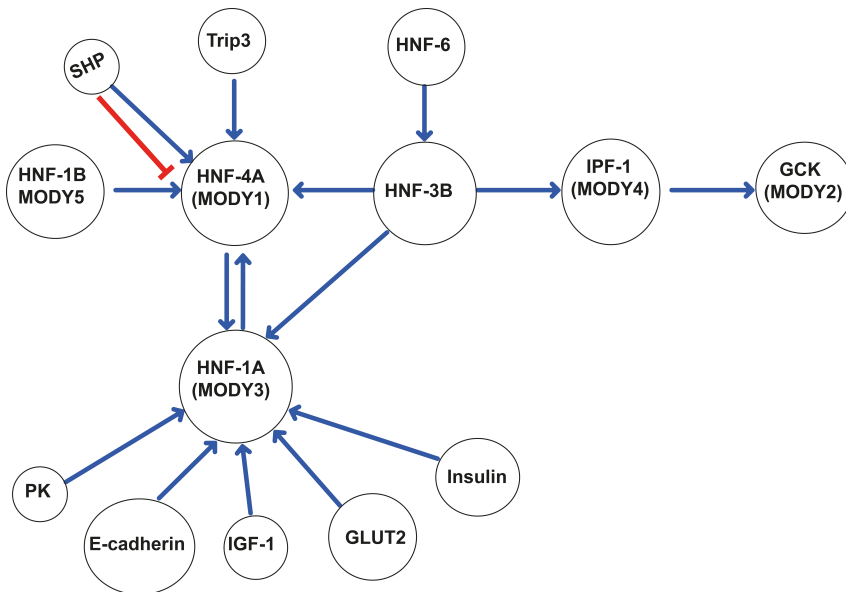 SHP
Trip3
HNF-6
HNF-1B
MODY5
HNF-4A
(MODY1)
HNF-3B
IPF-1
(MODY4)
GCK
(MODY2)
HNF-1A
(MODY3)
PK
E-cadherin
IGF-1
GLUT2
Insulin